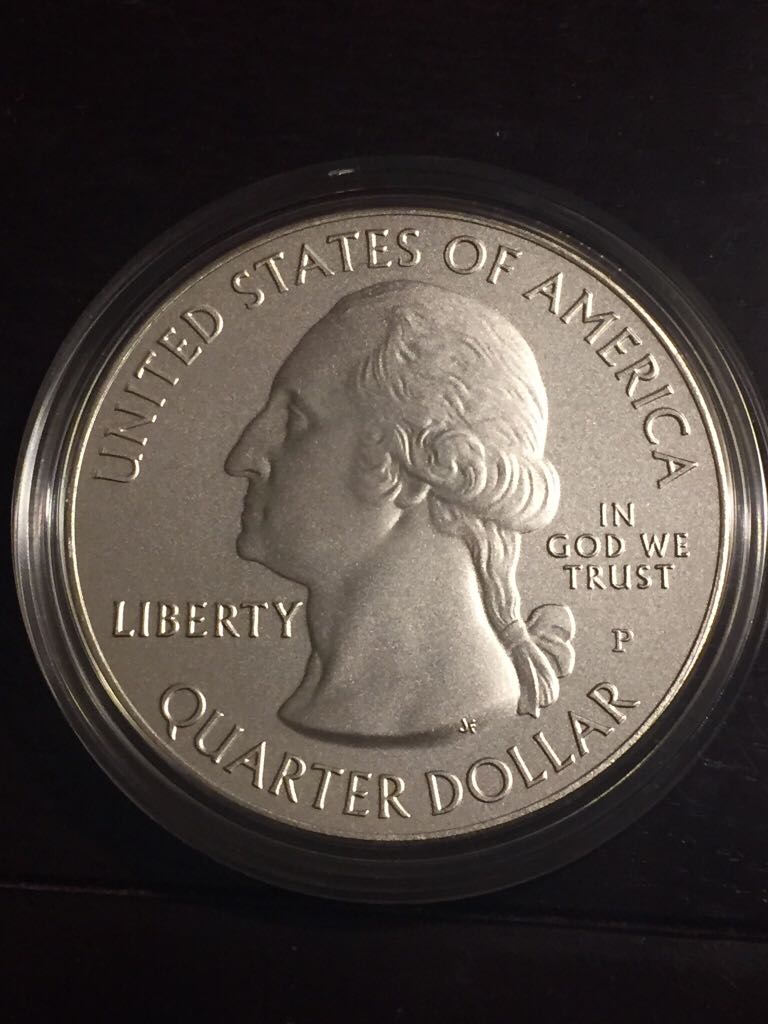 UNITED STATES OF AMERICA
IN
GOD WE
TRUST
LIBERTY
P
JF
QUARTER DOLLAR